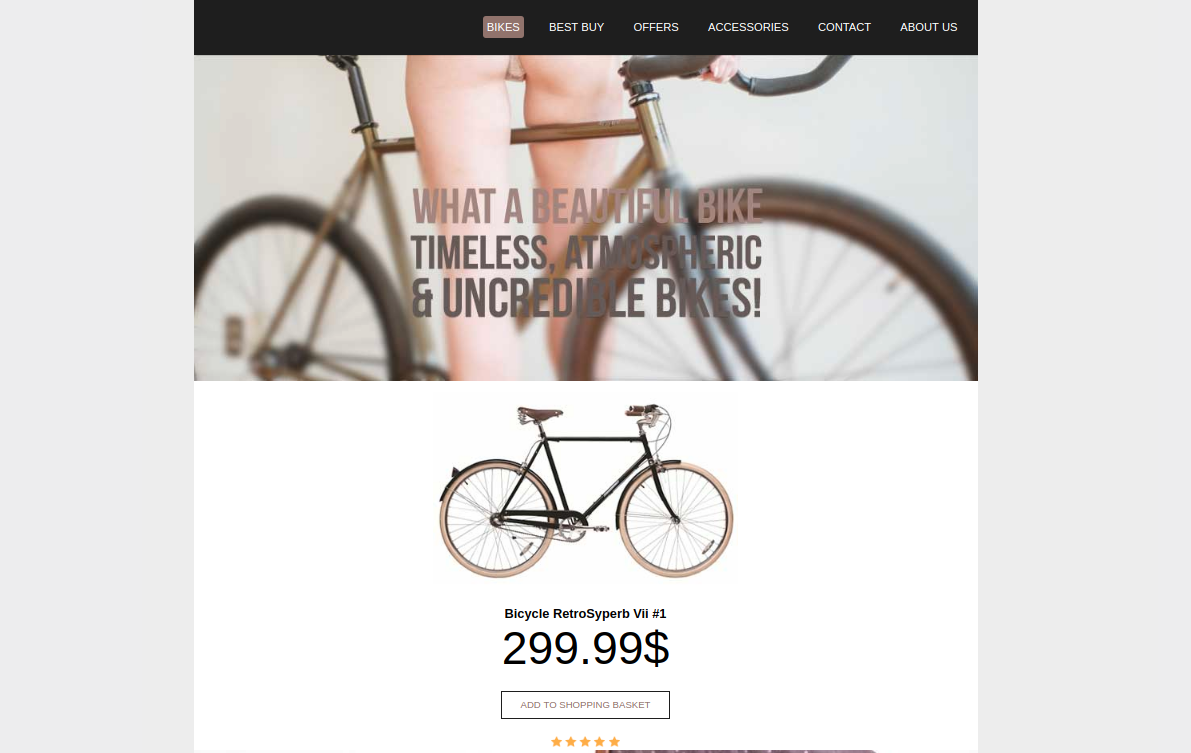 BIKES BEST BUY OFFERS ACCESSORIES CONTACT ABOUT US
WHAT A BEAUTIFUL BIKE
TIMELESS, ATMOSPHERIC
& UNCREDIBLE BIKES!
Bicycle RetroSyperb Vii #1
299.99$
ADD TO SHOPPING BASKET